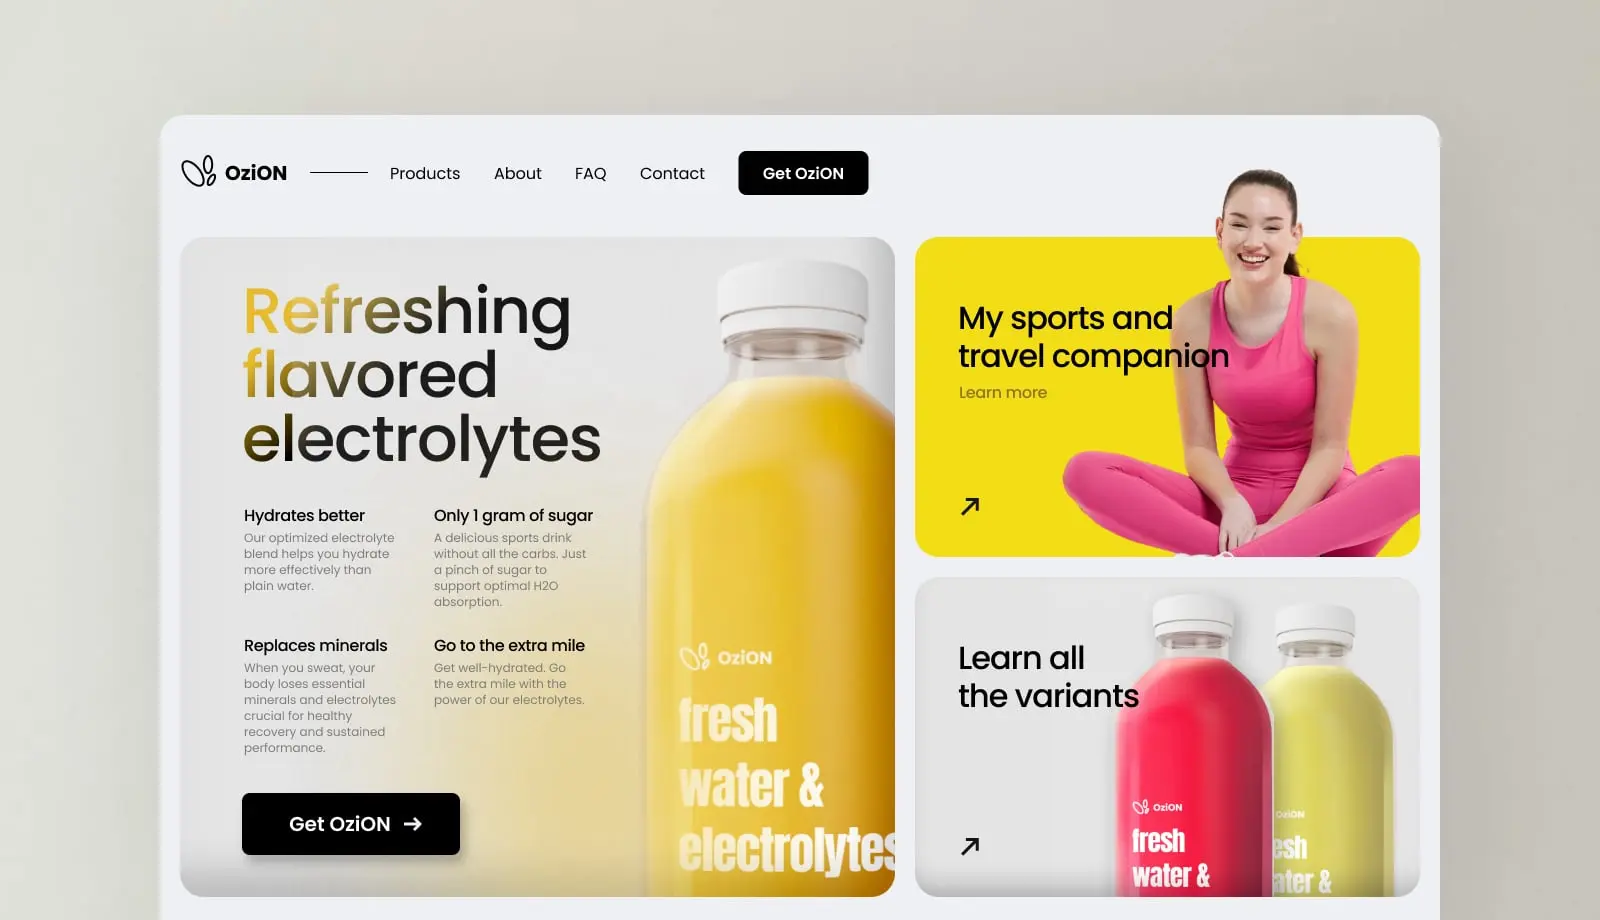 OziON
Products
About
FAQ
Contact
Get OziON
Refreshing
flavored
electrolytes
Hydrates better
Our optimized electrolyte
blend helps you hydrate
more effectively than
plain water.
Only 1 gram of sugar
A delicious sports drink
without all the carbs. Just
a pinch of sugar to
support optimal H2O
absorption.
Replaces minerals
When you sweat, your
body loses essential
minerals and electrolytes
crucial for healthy
recovery and sustained
performance.
Go to the extra mile
Get well-hydrated. Go
the extra mile with the
power of our electrolytes.
Get OziON
OziON
fresh
water &
electrolytes
My sports and
travel companion
Learn more
Learn all
the variants
OziON
fresh
water &
OziON
esh
ater &